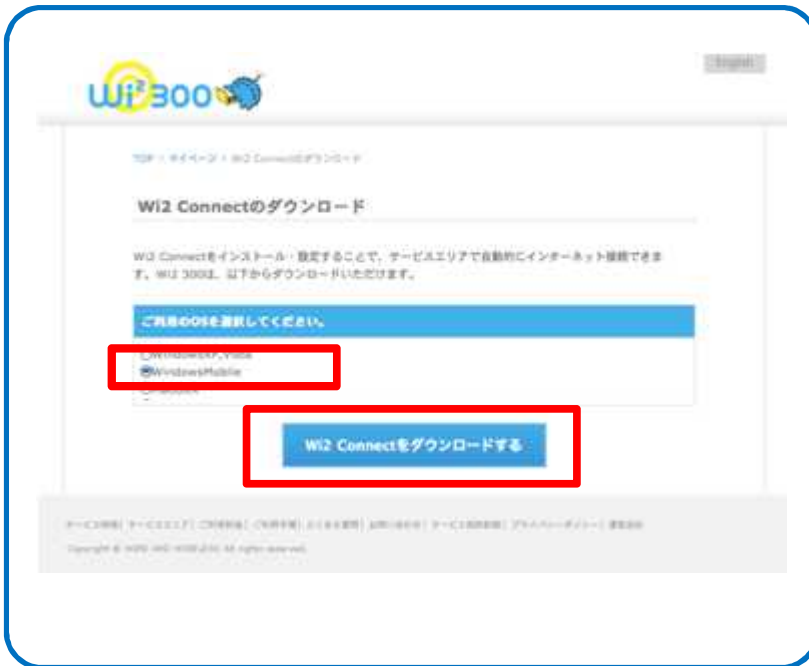 English
Wi² 300
TOP > マイページ > Wi2 Connectのダウンロード
Wi2 Connectのダウンロード
Wi2 Connectをインストール・設定することで、サービスエリアで自動的にインターネット接続できま
す。Wi2 300は、以下からダウンロードいただけます。
ご利用のOSを選択してください。
WindowsXP,Vista
WindowsMobile
Wi2 Connectをダウンロードする